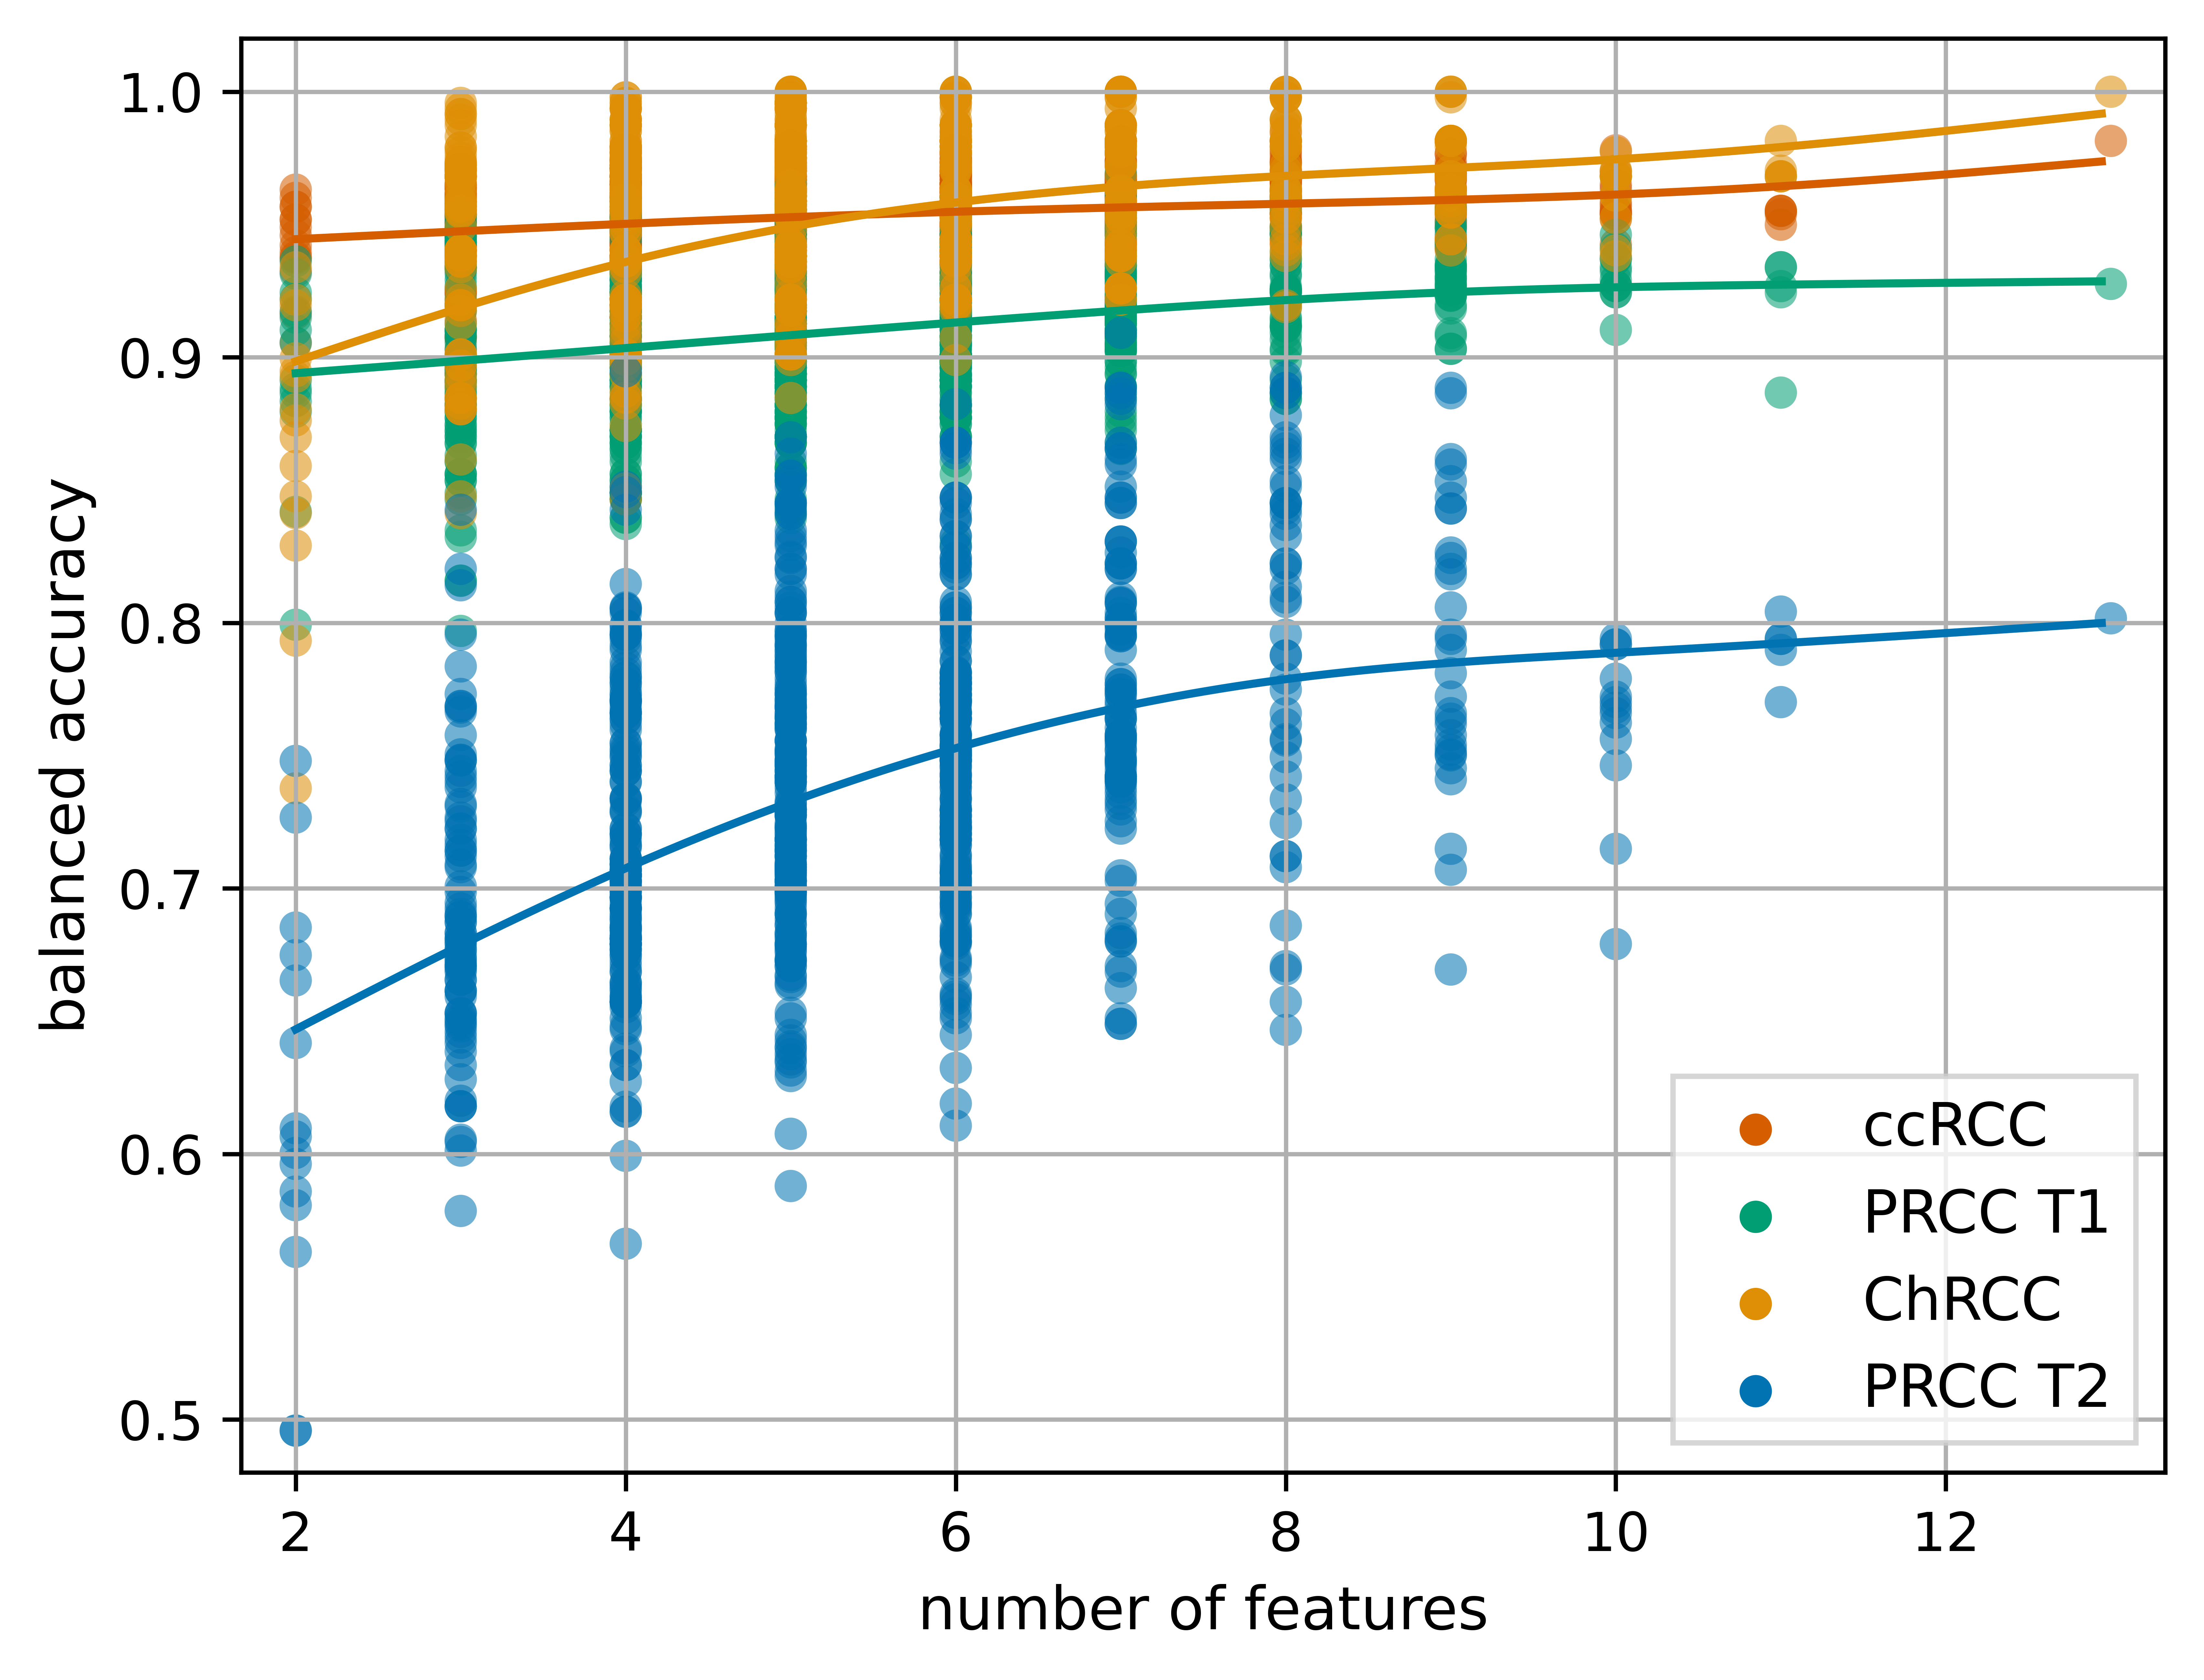 1.0
0.9
0.8
0.7
0.6
0.5
balanced accuracy
2 4 6 8 10 12
number of features
ccRCC
PRCC T1
ChRCC
PRCC T2